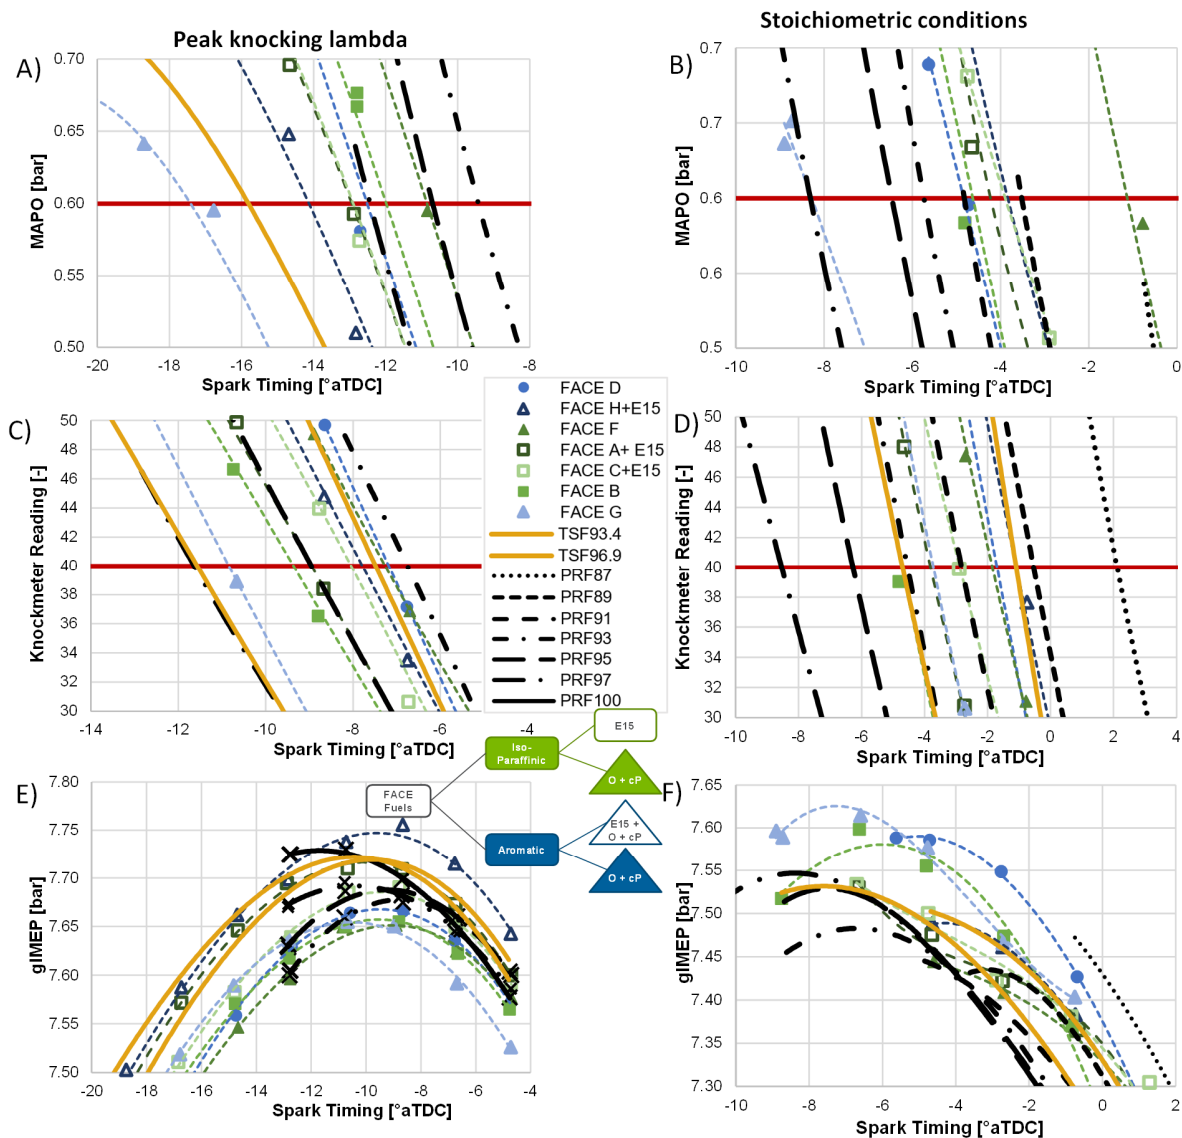 Peak knocking lambda
Stoichiometric conditions
A)
0.70
0.65
0.60
0.55
0.50
MAPO [bar]
-20 -18 -16 -14 -12 -10 -8
Spark Timing [°aTDC]
B)
0.7
0.7
0.6
0.6
0.5
MAPO [bar]
-10 -8 -6 -4 -2 0
Spark Timing [°aTDC]
C)
50
48
46
44
42
40
38
36
34
32
30
Knockmeter Reading [-]
-14 -12 -10 -8 -6
Spark Timing [°aTDC]
FACE D
FACE H+E15
FACE F
FACE A+ E15
FACE C+E15
FACE B
FACE G
TSF93.4
TSF96.9
PRF87
PRF89
PRF91
PRF93
PRF95
PRF97
PRF100
D)
50
48
46
44
42
40
38
36
34
32
30
Knockmeter Reading [-]
-10 -8 -6 -4 -2 0 2 4
Spark Timing [°aTDC]
E15
Iso-
Paraffinic
O + cP
FACE
Fuels
E15 +
O + cP
Aromatic
O + cP
E)
7.80
7.75
7.70
7.65
7.60
7.55
7.50
gIMEP [bar]
-20 -18 -16 -14 -12 -10 -8 -6 -4
Spark Timing [°aTDC]
F)
7.65
7.60
7.55
7.50
7.45
7.40
7.35
7.30
gIMEP [bar]
-10 -8 -6 -4 -2 0 2
Spark Timing [°aTDC]